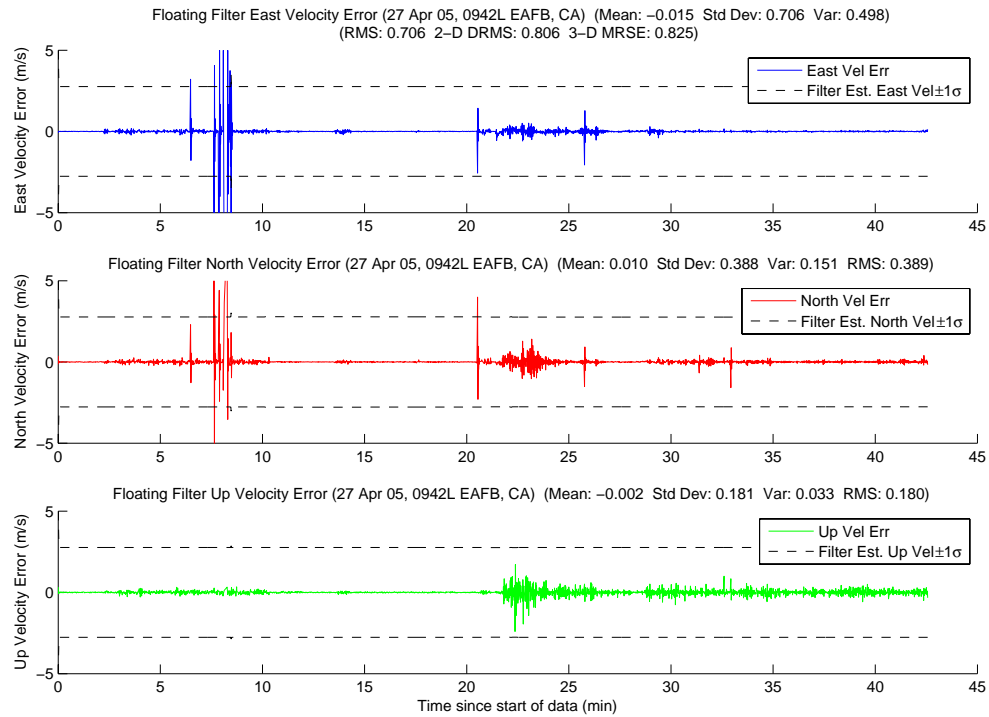 Floating Filter East Velocity Error (27 Apr 05, 0942L EAFB, CA) (Mean: −0.015 Std Dev: 0.706 Var: 0.498)
(RMS: 0.706 2−D DRMS: 0.806 3−D MRSE: 0.825)
East Velocity Error (m/s)
5
0
−5
East Vel Err
Filter Est. East Vel±1σ
0 5 10 15 20 25 30 35 40 45
Floating Filter North Velocity Error (27 Apr 05, 0942L EAFB, CA) (Mean: 0.010 Std Dev: 0.388 Var: 0.151 RMS: 0.389)
North Velocity Error (m/s)
5
0
−5
North Vel Err
Filter Est. North Vel±1σ
0 5 10 15 20 25 30 35 40 45
Floating Filter Up Velocity Error (27 Apr 05, 0942L EAFB, CA) (Mean: −0.002 Std Dev: 0.181 Var: 0.033 RMS: 0.180)
Up Velocity Error (m/s)
5
0
−5
Up Vel Err
Filter Est. Up Vel±1σ
0 5 10 15 20 25 30 35 40 45
Time since start of data (min)